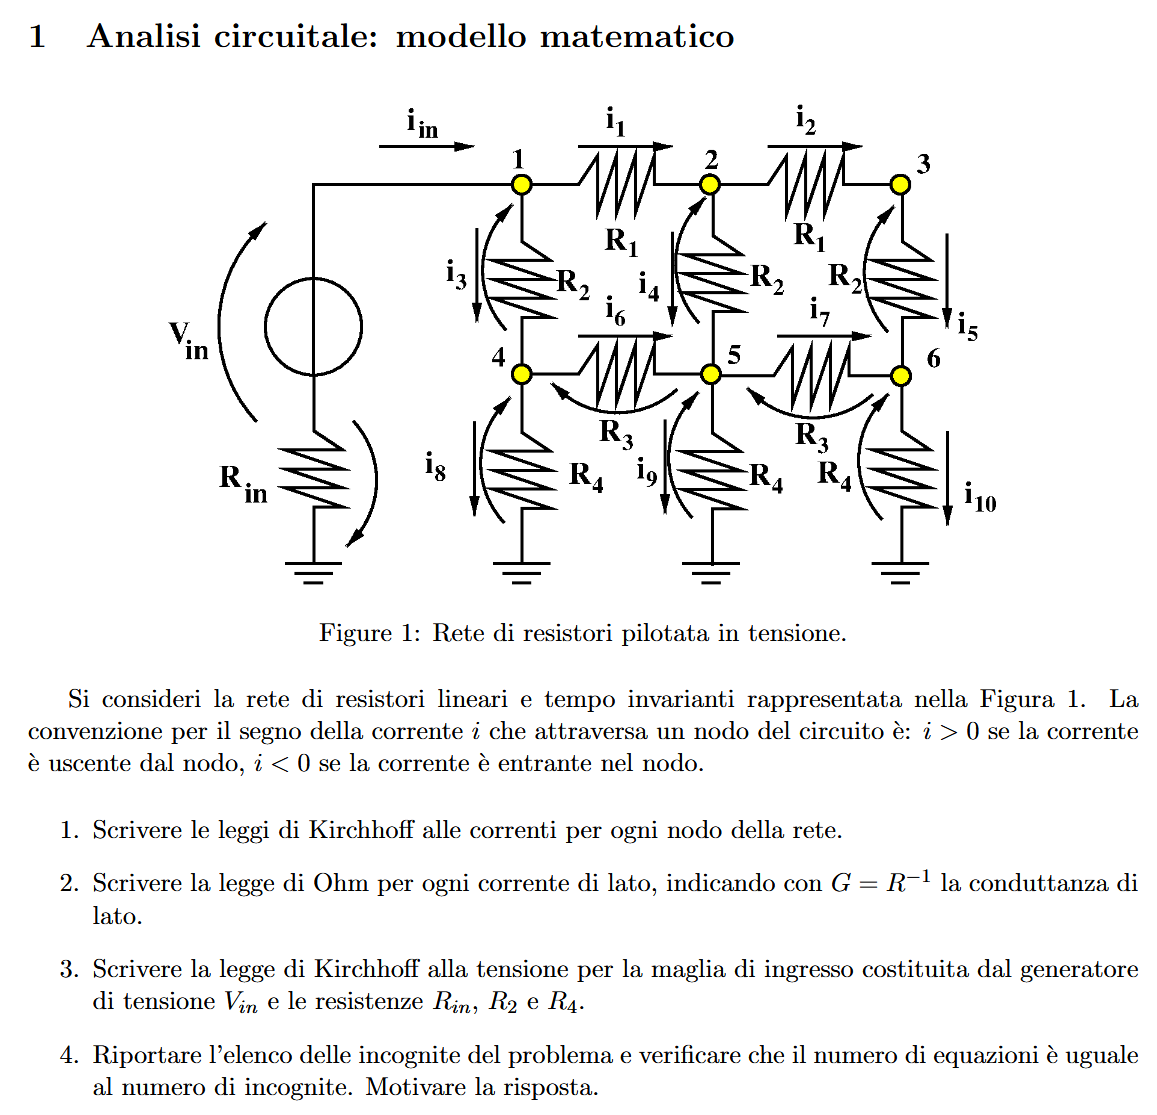 1 Analisi circuitale: modello matematico
i_in
i_1
i_2
1
2
3
R_1
R_1
i_3
R_2
i_4
R_2
R_2
i_6
i_7
i_5
V_in
4
5
6
R_3
R_3
R_in
i_8
R_4
i_9
R_4
R_4
i_10
Figure 1: Rete di resistori pilotata in tensione.
Si consideri la rete di resistori lineari e tempo invarianti rappresentata nella Figura 1. La
convenzione per il segno della corrente i che attraversa un nodo del circuito è: i > 0 se la corrente
è uscente dal nodo, i < 0 se la corrente è entrante nel nodo.
1. Scrivere le leggi di Kirchhoff alle correnti per ogni nodo della rete.
2. Scrivere la legge di Ohm per ogni corrente di lato, indicando con G = R^{-1} la conduttanza di
lato.
3. Scrivere la legge di Kirchhoff alla tensione per la maglia di ingresso costituita dal generatore
di tensione V_{in} e le resistenze R_{in}, R_2 e R_4.
4. Riportare l'elenco delle incognite del problema e verificare che il numero di equazioni è uguale
al numero di incognite. Motivare la risposta.